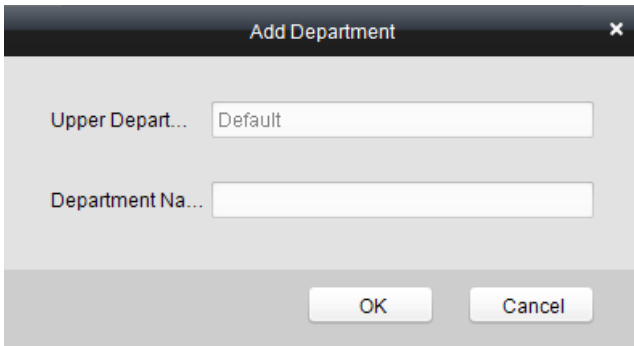 Add Department
Upper Depart... Default
Department Na...
OK Cancel